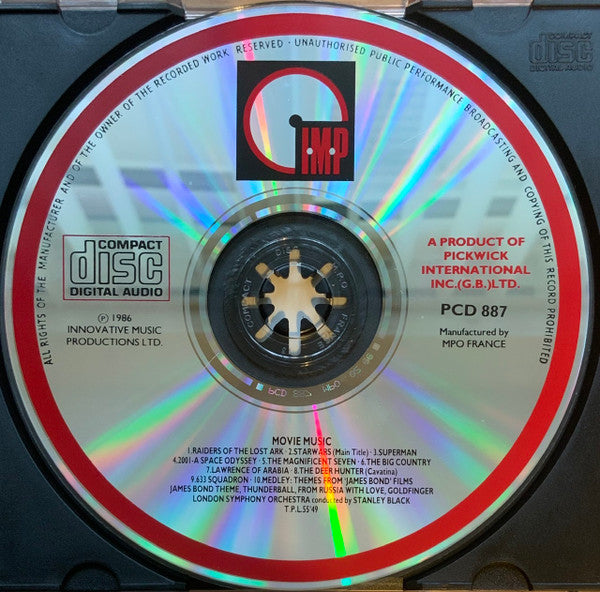 ALL RIGHTS OF THE MANUFACTURER AND OF THE OWNER OF THE RECORDED WORK RESERVED · UNAUTHORISED PUBLIC PERFORMANCE BROADCASTING AND COPYING OF THIS RECORD PROHIBITED
COMPACT
disc
DIGITAL AUDIO
IMP
COMPACT
disc
DIGITAL AUDIO
℗ 1986
INNOVATIVE MUSIC
PRODUCTIONS LTD.
A PRODUCT OF
PICKWICK
INTERNATIONAL
INC.(G.B.)LTD.
PCD 887
Manufactured by
MPO FRANCE
MOVIE MUSIC
1.RAIDERS OF THE LOST ARK · 2.STARWARS (Main Title) · 3.SUPERMAN
4.2001-A SPACE ODYSSEY · 5.THE MAGNIFICENT SEVEN · 6.THE BIG COUNTRY
7.LAWRENCE OF ARABIA · 8.THE DEER HUNTER (Cavatina)
9.633 SQUADRON · 10.MEDLEY: THEMES FROM 'JAMES BOND' FILMS
JAMES BOND THEME, THUNDERBALL, FROM RUSSIA WITH LOVE, GOLDFINGER
LONDON SYMPHONY ORCHESTRA conducted by STANLEY BLACK
T.P.L.55'49